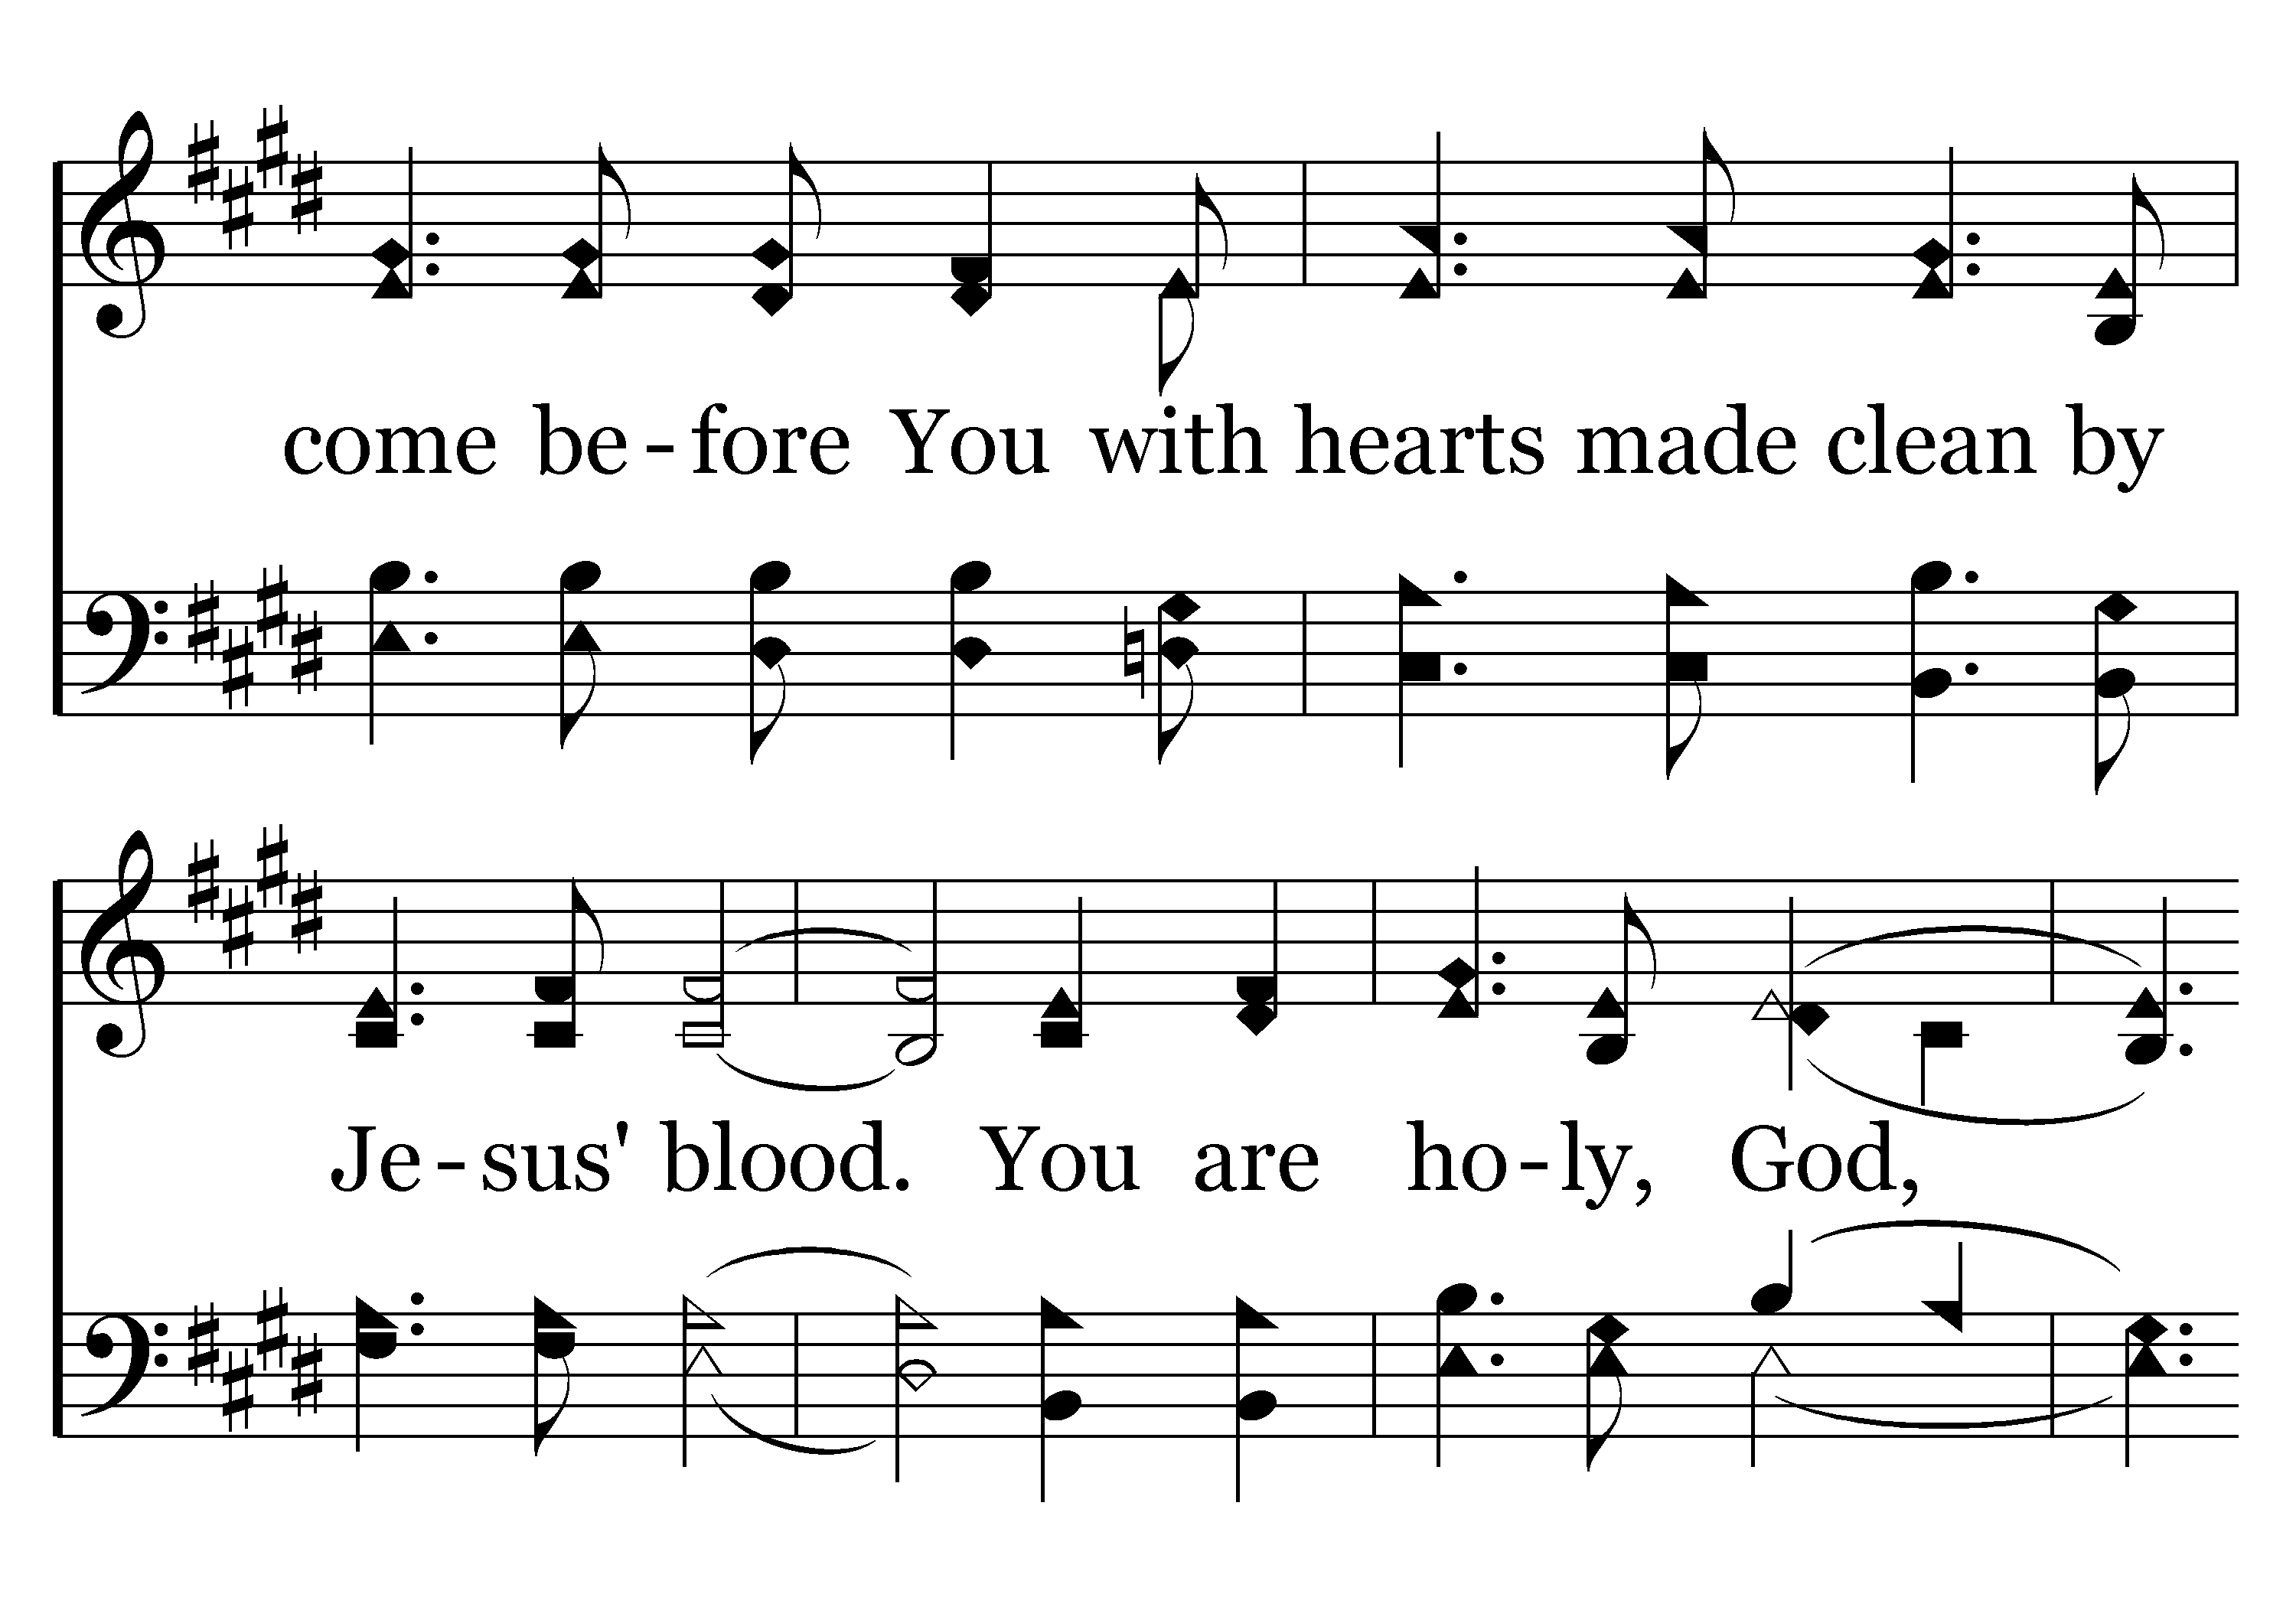 come be - fore You with hearts made clean by
Je - sus' blood. You are ho - ly, God,